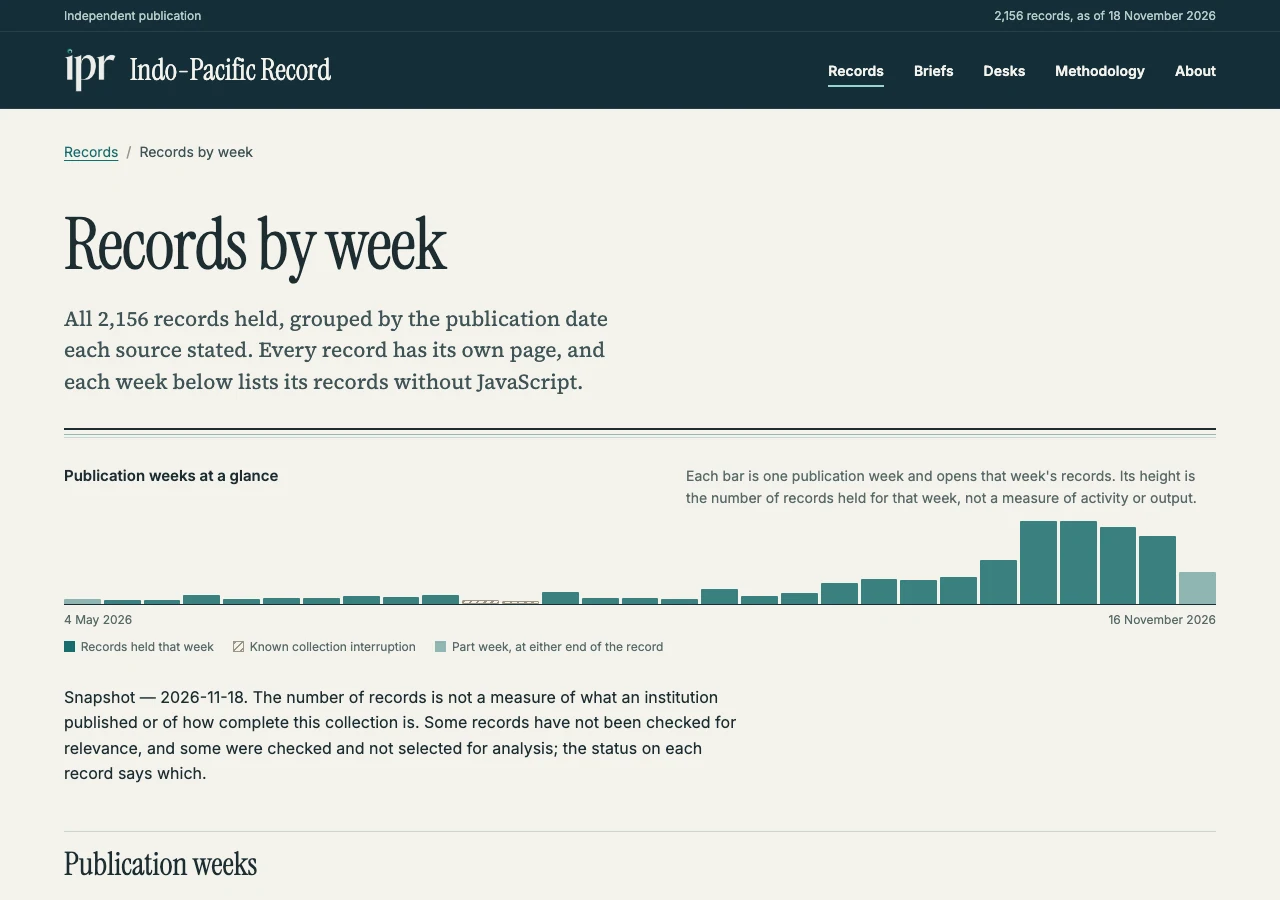 Independent publication
2,156 records, as of 18 November 2026
ipr Indo-Pacific Record
Records Briefs Desks Methodology About
Records / Records by week
Records by week
All 2,156 records held, grouped by the publication date
each source stated. Every record has its own page, and
each week below lists its records without JavaScript.
Publication weeks at a glance
Each bar is one publication week and opens that week's records. Its height is
the number of records held for that week, not a measure of activity or output.
4 May 2026
16 November 2026
Records held that week
Known collection interruption
Part week, at either end of the record
Snapshot — 2026-11-18. The number of records is not a measure of what an institution
published or of how complete this collection is. Some records have not been checked for
relevance, and some were checked and not selected for analysis; the status on each
record says which.
Publication weeks